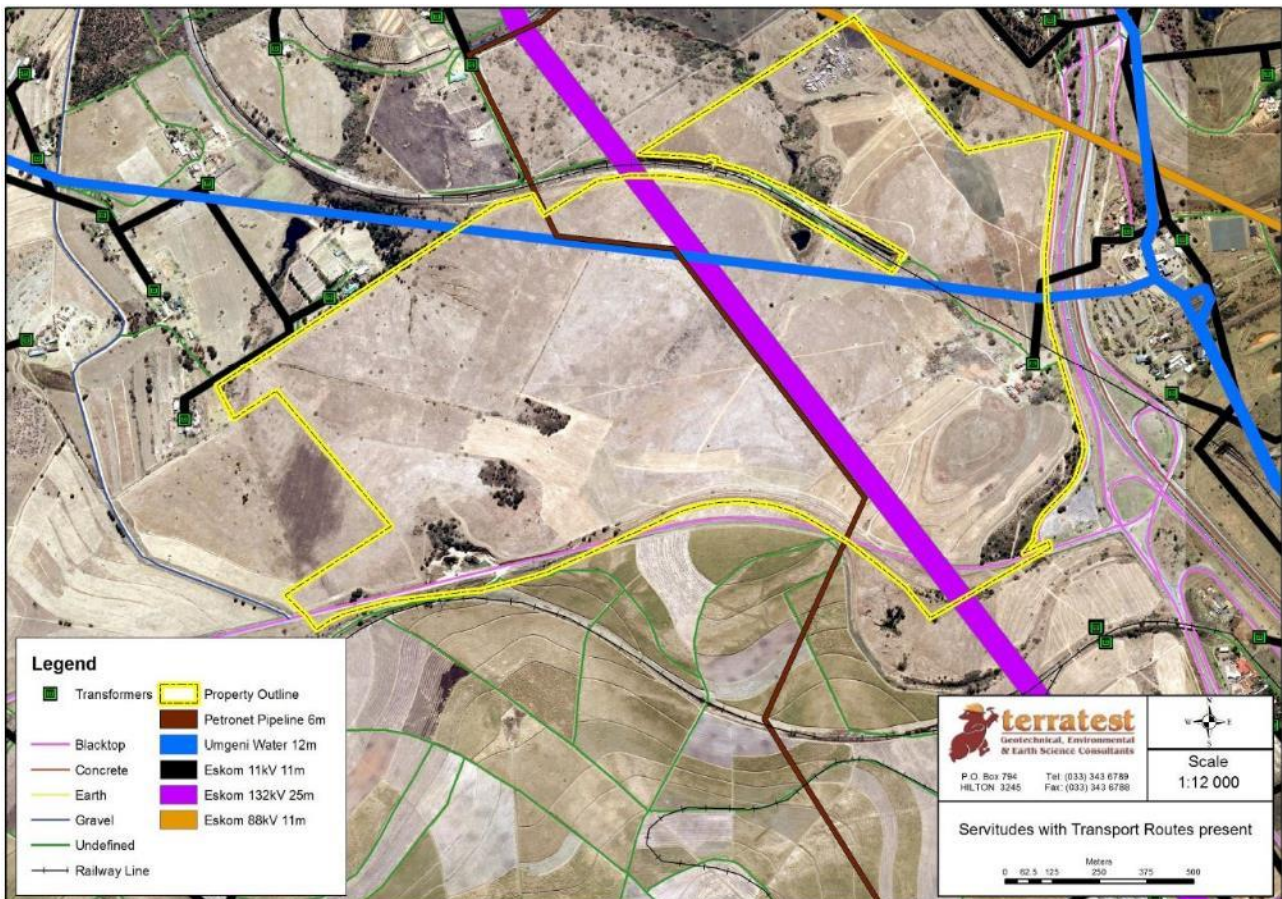 Legend
Transformers
Blacktop
Concrete
Earth
Gravel
Undefined
Railway Line
Property Outline
Petronet Pipeline 6m
Umgeni Water 12m
Eskom 11kV 11m
Eskom 132kV 25m
Eskom 88kV 11m
terratest
Geotechnical, Environmental
& Earth Science Consultants
P.O. Box 794 Tel: (033) 343 6789
HILTON 3245 Fax: (033) 343 6788
N
W E
S
Scale
1:12 000
Servitudes with Transport Routes present
Meters
0 62.5 125 250 375 500